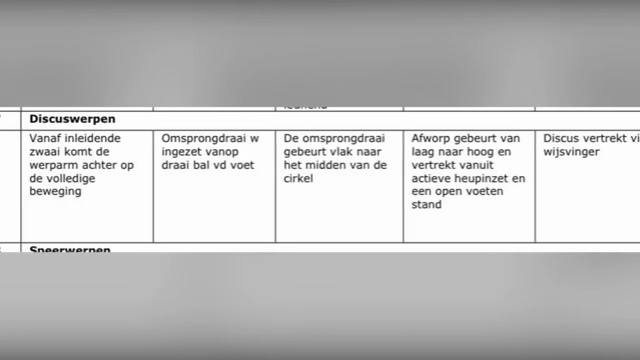 Discuswerpen
Vanaf inleidende
zwaai komt de
werparm achter op
de volledige
beweging
Omsprongdraai w
ingezet vanop
draai bal vd voet
De omsprongdraai
gebeurt vlak naar
het midden van de
cirkel
Afworp gebeurt van
laag naar hoog en
vertrekt vanuit
actieve heupinzet en
een open voeten
stand
Discus vertrekt vi
wijsvinger
Speerwerpen